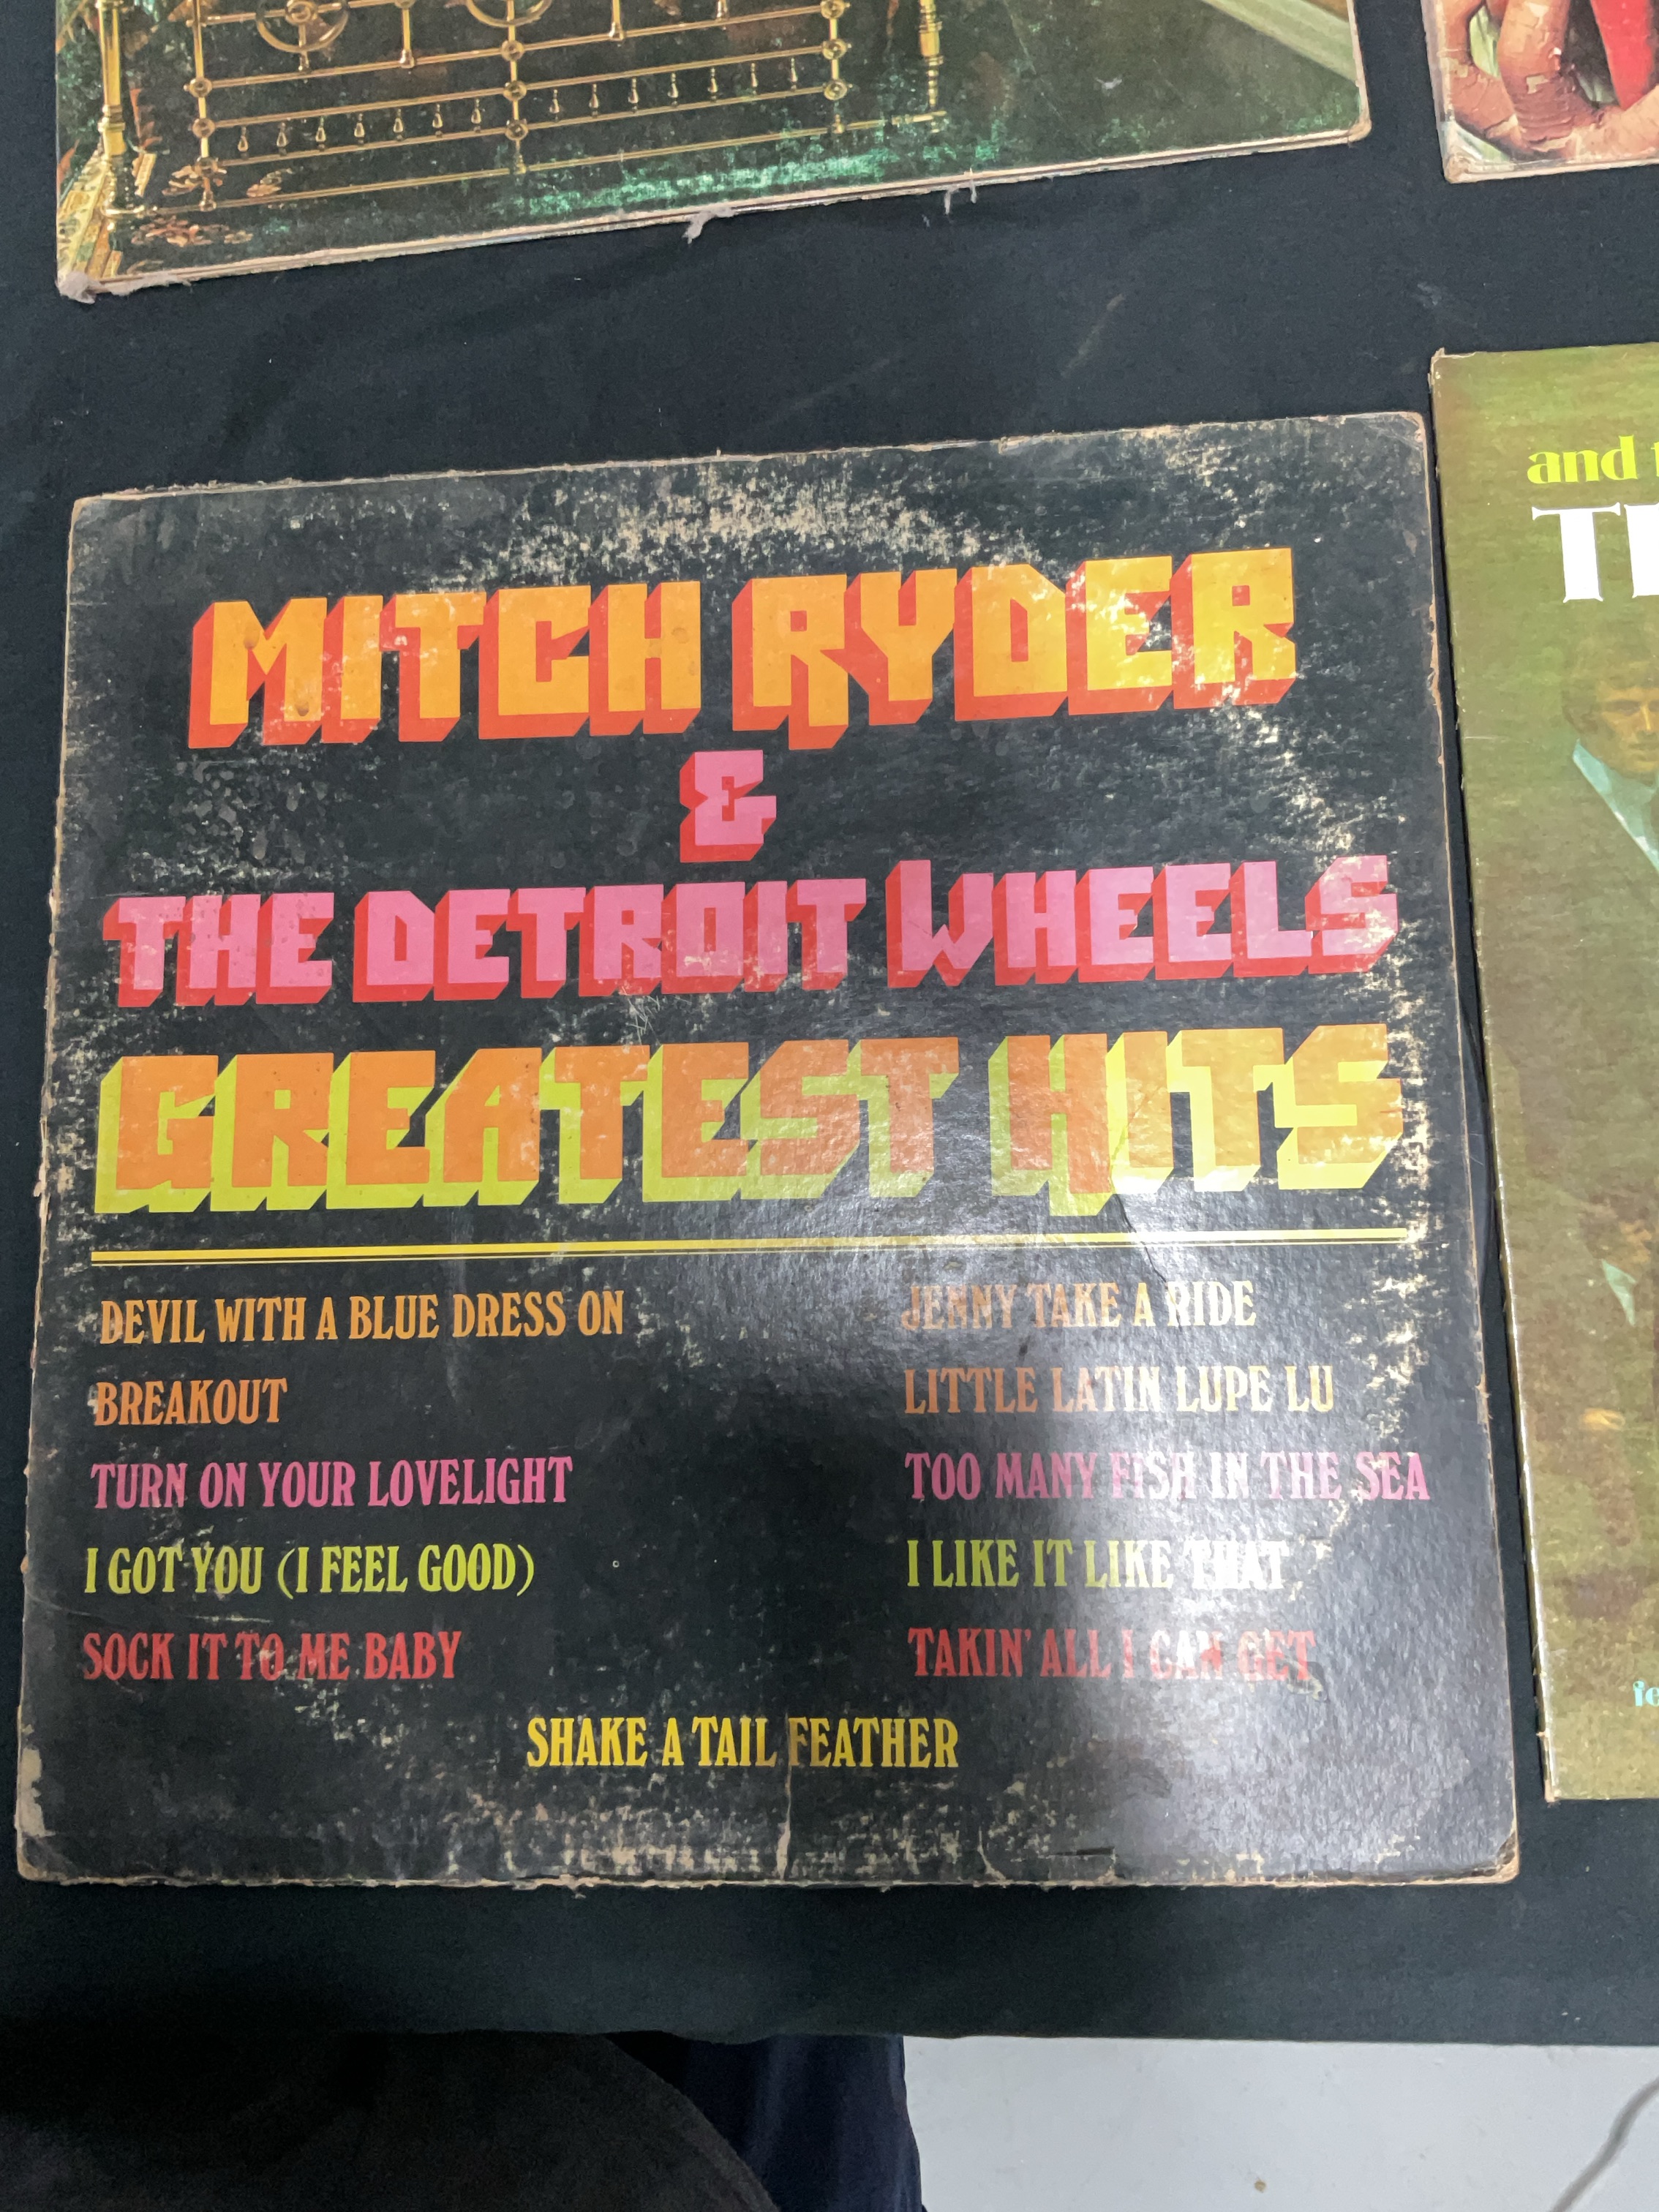 MITCH RYDER
&
THE DETROIT WHEELS
GREATEST HITS
DEVIL WITH A BLUE DRESS ON
BREAKOUT
TURN ON YOUR LOVELIGHT
I GOT YOU (I FEEL GOOD)
SOCK IT TO ME BABY
JENNY TAKE A RIDE
LITTLE LATIN LUPE LU
TOO MANY FISH IN THE SEA
I LIKE IT LIKE THAT
TAKIN' ALL I CAN GET
SHAKE A TAIL FEATHER
and